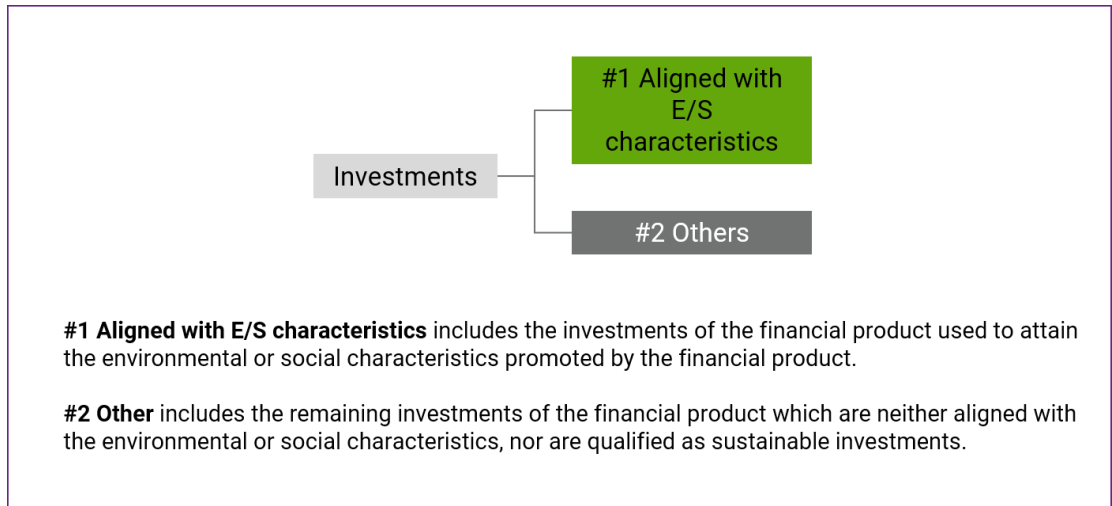 #1 Aligned with
E/S
characteristics
Investments
#2 Others
#1 Aligned with E/S characteristics includes the investments of the financial product used to attain
the environmental or social characteristics promoted by the financial product.
#2 Other includes the remaining investments of the financial product which are neither aligned with
the environmental or social characteristics, nor are qualified as sustainable investments.